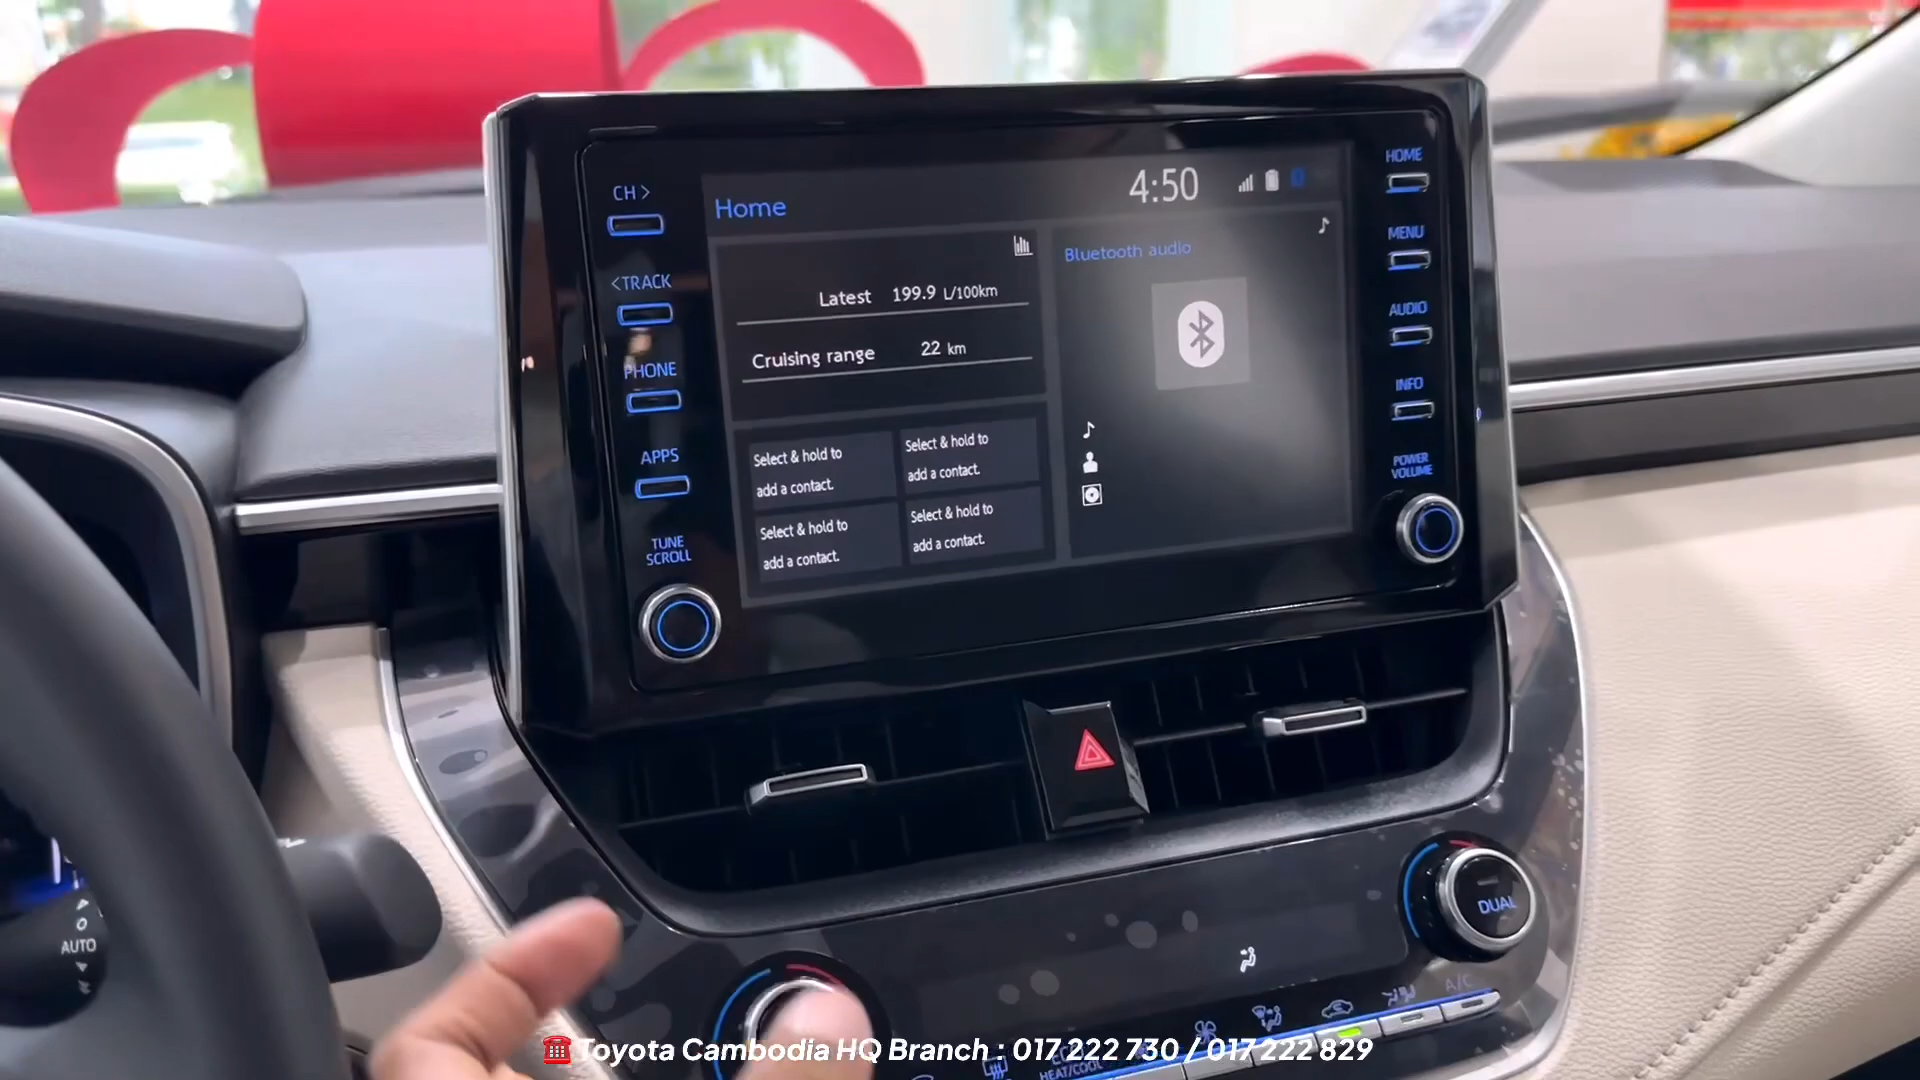 CH >
<TRACK
PHONE
APPS
TUNE
SCROLL
Home
4:50
Latest 199.9 L/100km
Cruising range 22 km
Select & hold to
add a contact.
Select & hold to
add a contact.
Select & hold to
add a contact.
Select & hold to
add a contact.
Bluetooth audio
HOME
MENU
AUDIO
INFO
POWER
VOLUME
AUTO
DUAL
A/C
HEAT/COOL
Toyota Cambodia HQ Branch : 017 222 730 / 017 222 829